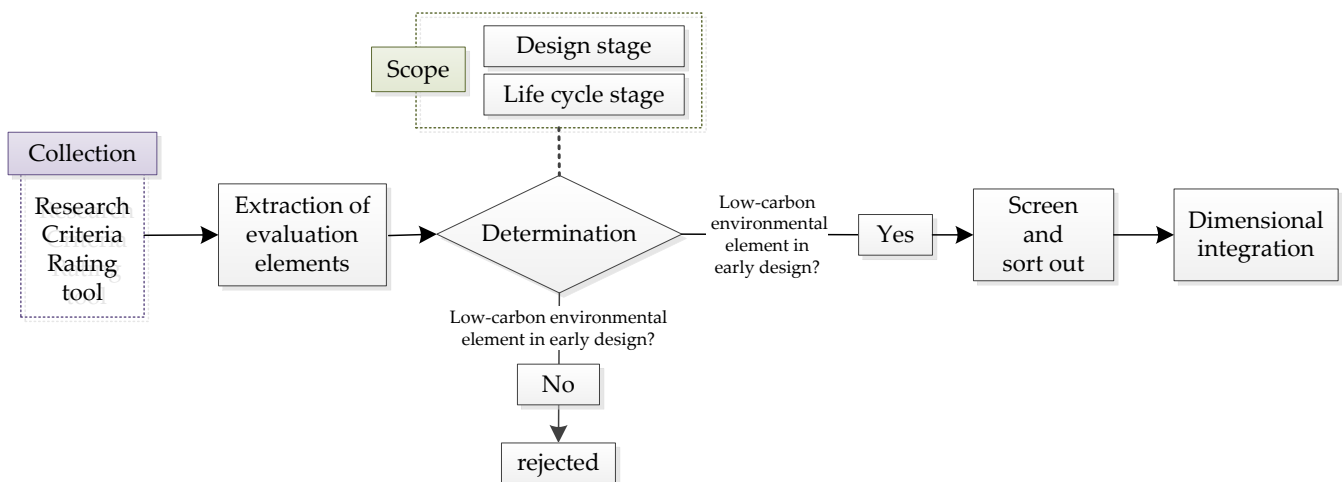 Scope
Design stage
Life cycle stage
Collection
Research
Criteria
Rating
tool
Extraction of
evaluation
elements
Determination
Low-carbon
environmental
element in
early design?
Yes
Screen
and
sort out
Dimensional
integration
Low-carbon environmental
element in early design?
No
rejected